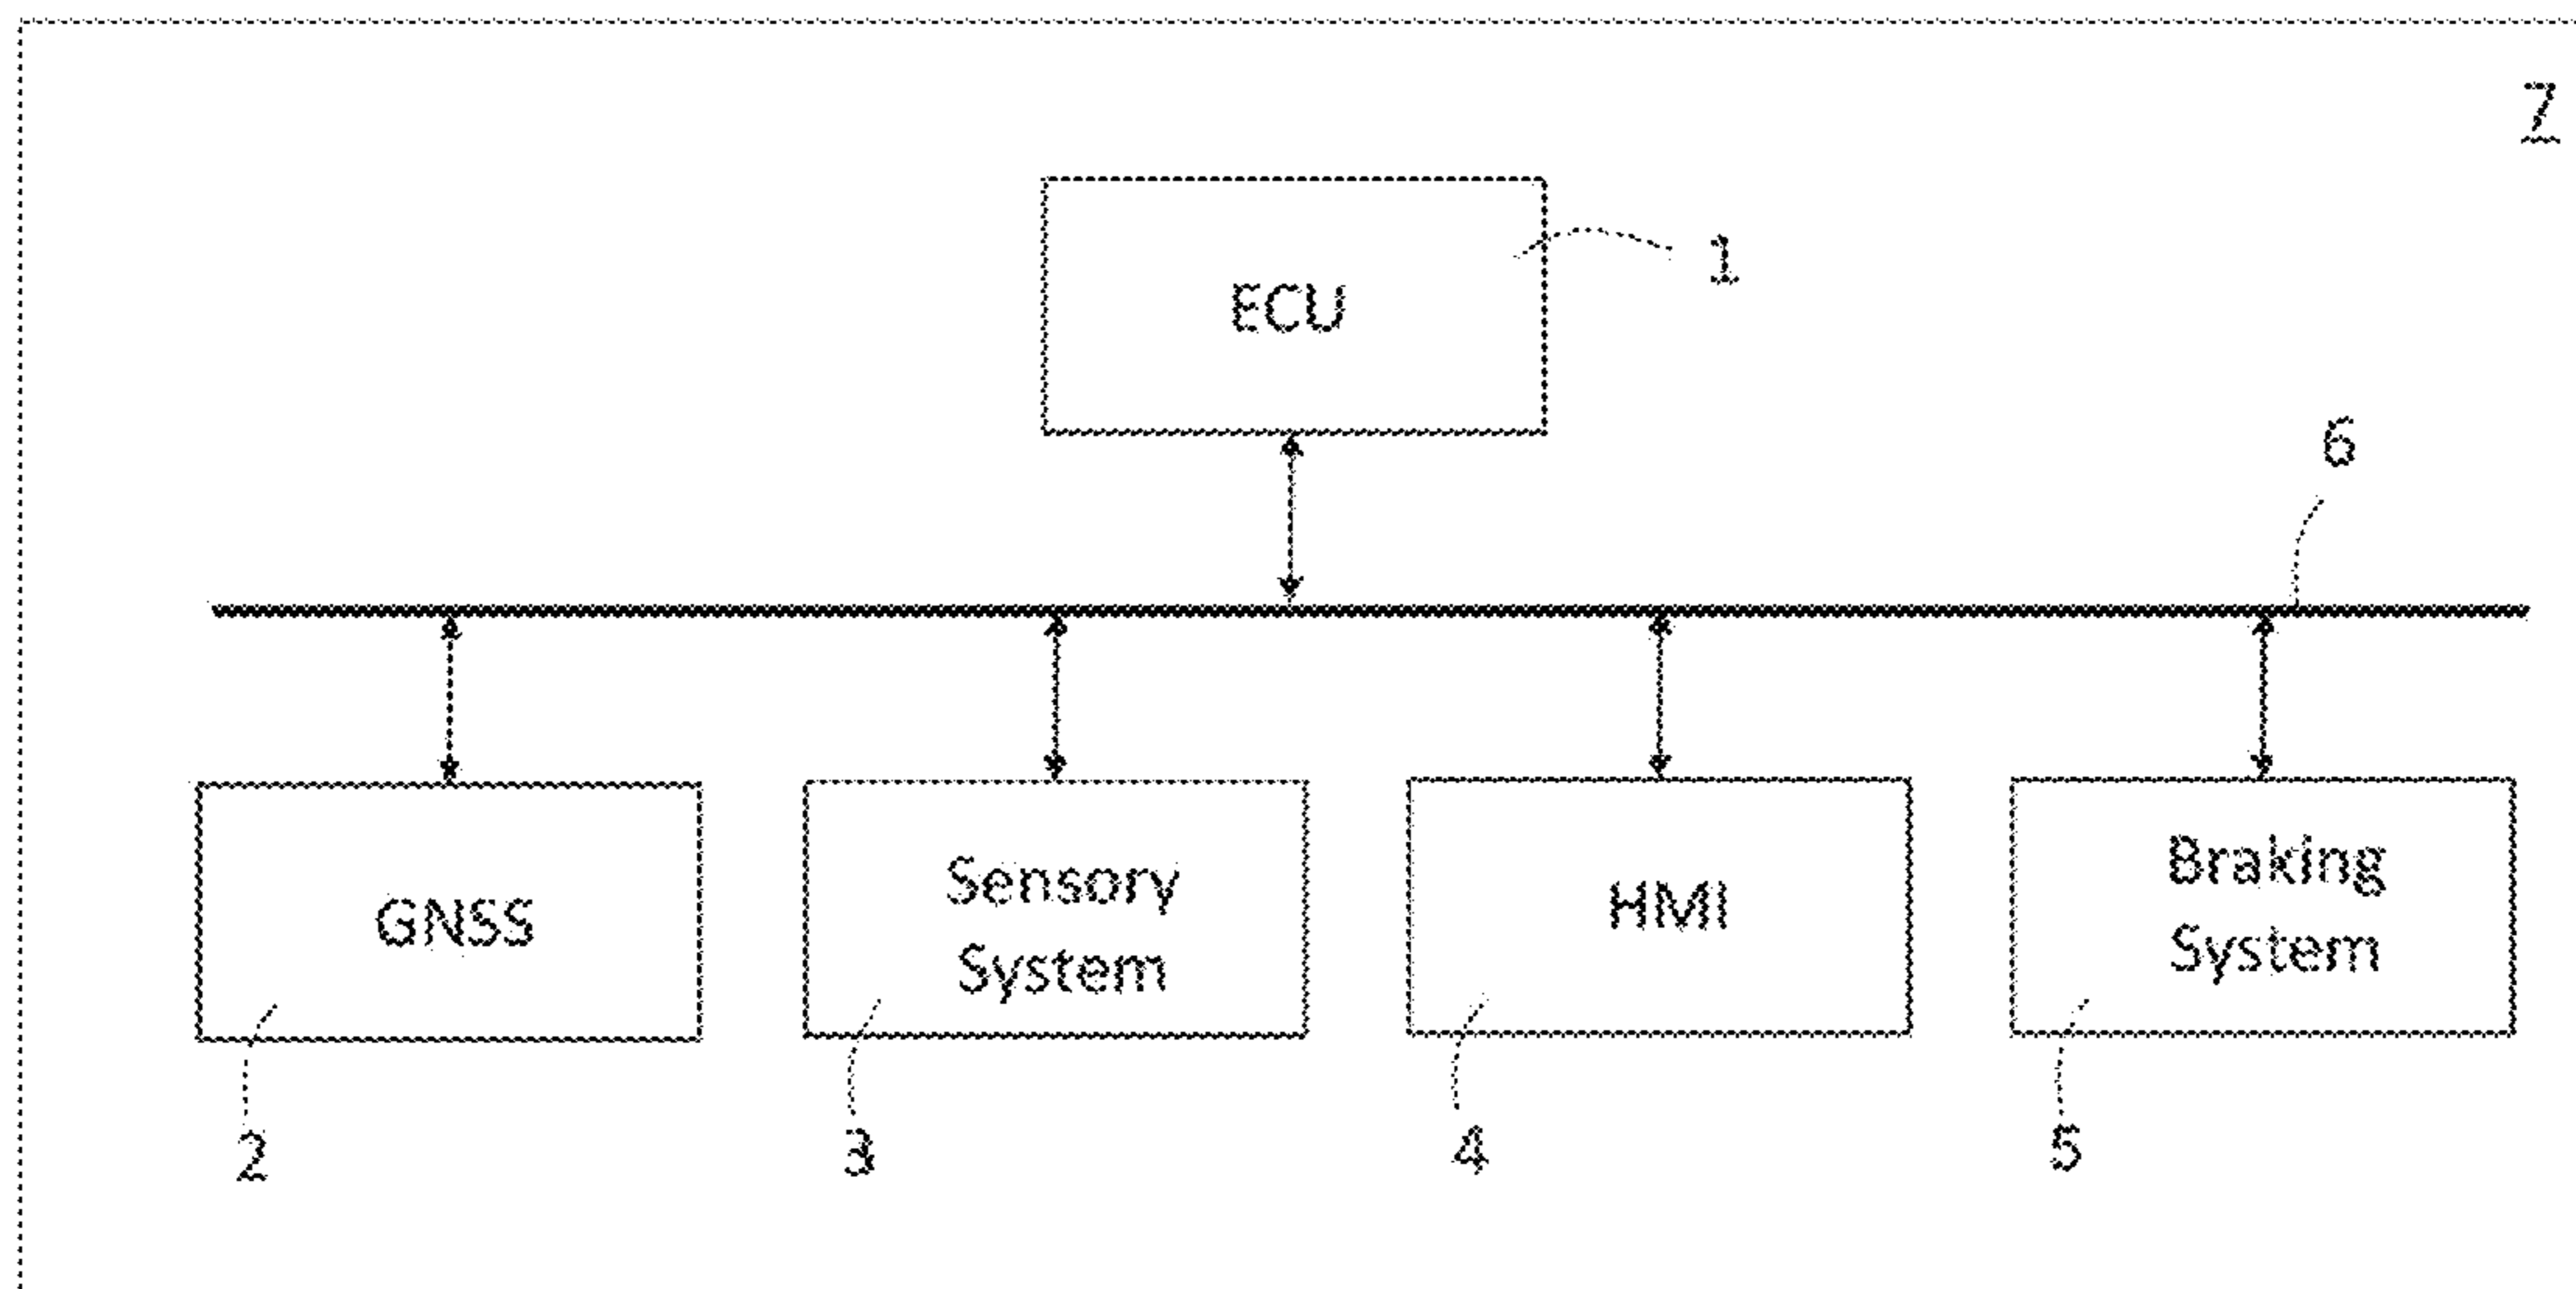 7
ECU
1
6
GNSS
Sensory
System
HMI
Braking
System
2
3
4
5